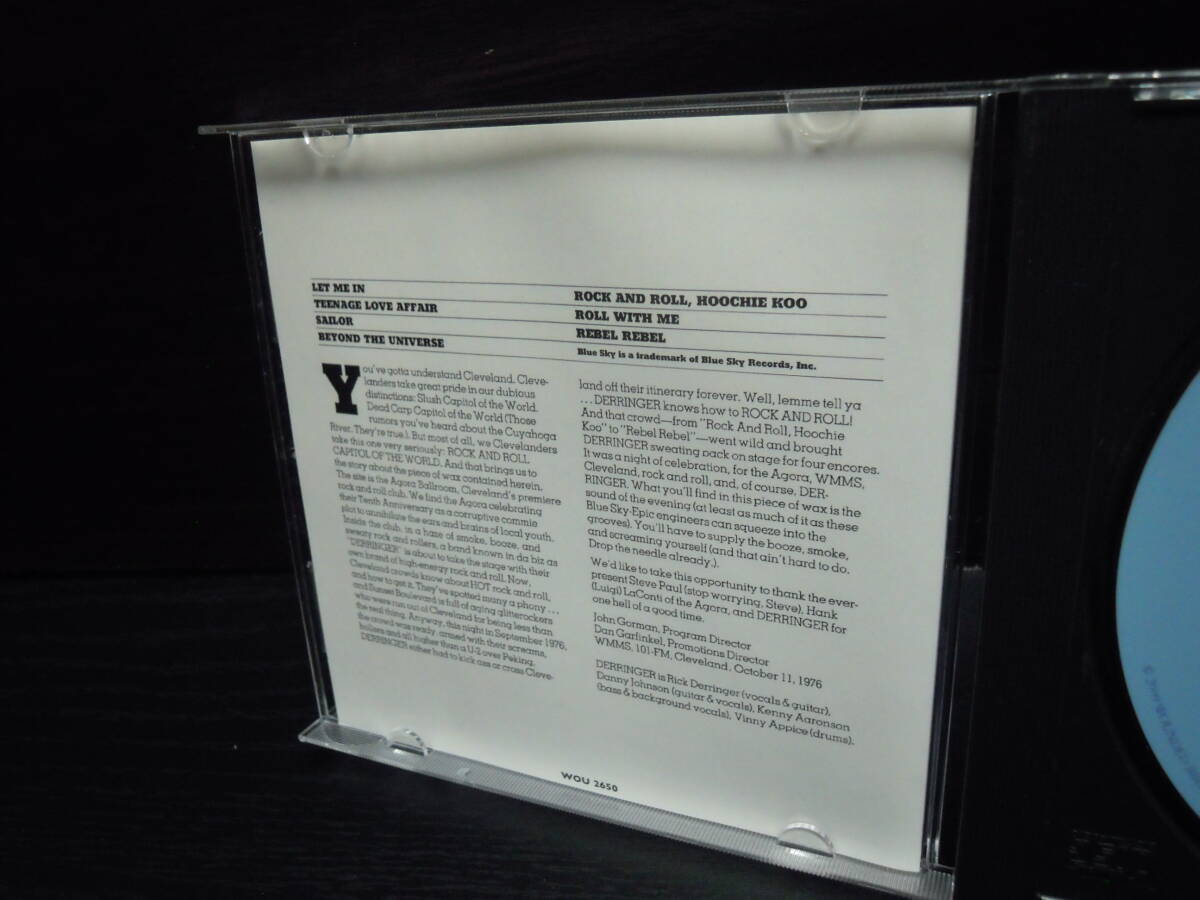 LET ME IN
TEENAGE LOVE AFFAIR
SAILOR
BEYOND THE UNIVERSE
ROCK AND ROLL, HOOCHIE KOO
ROLL WITH ME
REBEL REBEL
Blue Sky is a trademark of Blue Sky Records, Inc.
You've gotta understand Cleveland. Cleve-
landers take great pride in our dubious
distinctions: Slush Capitol of the World.
Dead Carp Capitol of the World (Those
rumors you've heard about the Cuyahoga
River. They're true.). But most of all, we Clevelanders
take this one very seriously: ROCK AND ROLL
CAPITOL OF THE WORLD. And that brings us to
the story about the piece of wax contained herein.
The site is the Agora Ballroom, Cleveland's premiere
rock and roll club. We find the Agora celebrating
their Tenth Anniversary as a corruptive commie
plot to annihilate the ears and brains of local youth.
Inside the club, in a haze of smoke, booze, and
sweaty rock and rollers, a band known in da biz as
"DERRINGER" is about to take the stage with their
own brand of high-energy rock and roll. Now,
Cleveland crowds know about HOT rock and roll,
and how to get it. They've spotted many a phony ...
and Sunset Boulevard is full of aging glitterockers
who were run out of Cleveland for being less than
the real thing. Anyway, this night in September 1976,
the crowd was ready, armed with their screams,
hollers and all higher than a U-2 over Peking.
DERRINGER either had to kick ass or cross Cleve-
land off their itinerary forever. Well, lemme tell ya
... DERRINGER knows how to ROCK AND ROLL!
And that crowd—from "Rock And Roll, Hoochie
Koo" to "Rebel Rebel"—went wild and brought
DERRINGER sweating back on stage for four encores.
It was a night of celebration, for the Agora, WMMS,
Cleveland, rock and roll, and, of course, DER-
RINGER. What you'll find in this piece of wax is the
sound of the evening (at least as much of it as these
Blue Sky-Epic engineers can squeeze into the
grooves). You'll have to supply the booze, smoke,
and screaming yourself (and that ain't hard to do.
Drop the needle already.).
We'd like to take this opportunity to thank the ever-
present Steve Paul (stop worrying, Steve), Hank
(Luigi) LaConti of the Agora, and DERRINGER for
one hell of a good time.
John Gorman, Program Director
Dan Garfinkel, Promotions Director
WMMS, 101-FM, Cleveland, October 11, 1976
DERRINGER is Rick Derringer (vocals & guitar),
Danny Johnson (guitar & vocals), Kenny Aaronson
(bass & background vocals), Vinny Appice (drums).
WOU 2650